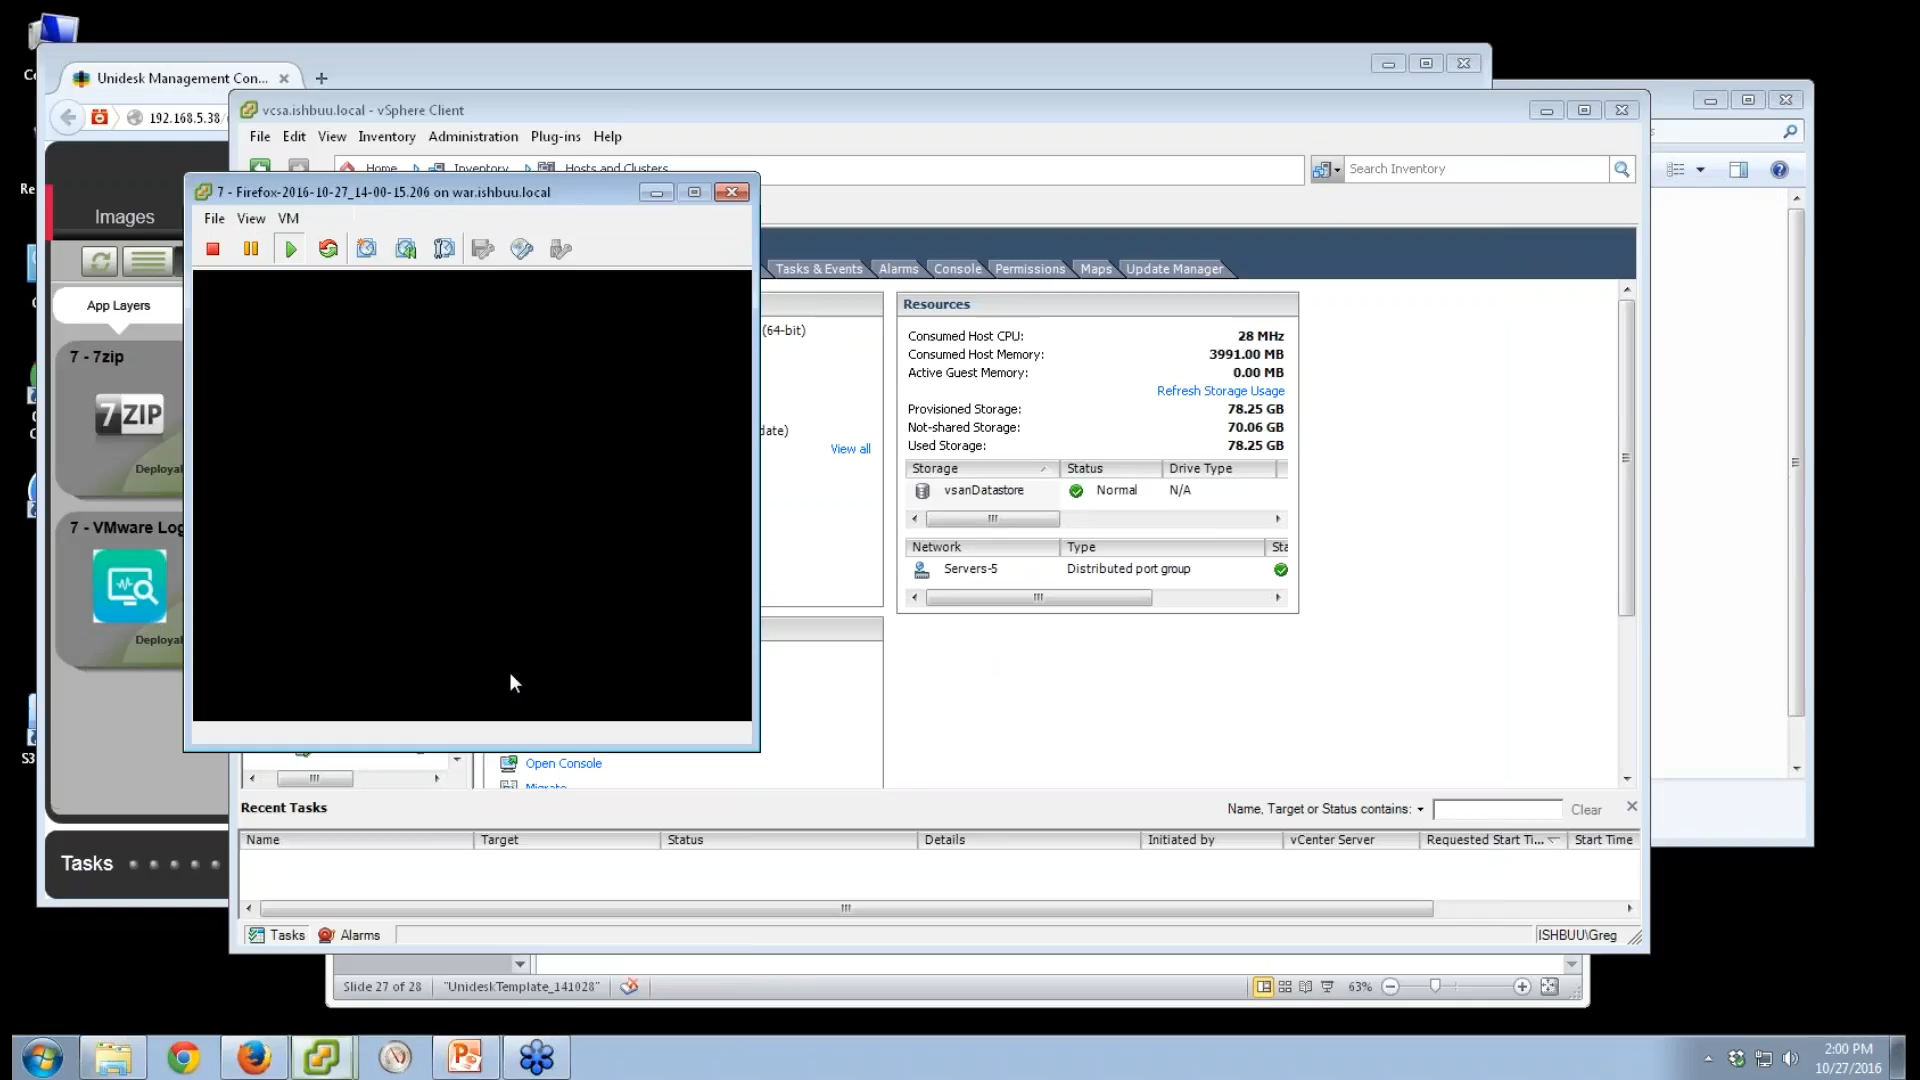 Unidesk Management Con...
192.168.5.38/
vcsa.ishbuu.local - vSphere Client
File Edit View Inventory Administration Plug-ins Help
Home Inventory Hosts and Clusters
Search Inventory
Images
App Layers
7 - 7zip
7 ZIP
Deployal
7 - VMware Log
Deployal
Tasks
7 - Firefox-2016-10-27_14-00-15.206 on war.ishbuu.local
File View VM
Tasks & Events Alarms Console Permissions Maps Update Manager
(64-bit)
date)
View all
Resources
Consumed Host CPU: 28 MHz
Consumed Host Memory: 3991.00 MB
Active Guest Memory: 0.00 MB
Refresh Storage Usage
Provisioned Storage: 78.25 GB
Not-shared Storage: 70.06 GB
Used Storage: 78.25 GB
Storage Status Drive Type
vsanDatastore Normal N/A
Network Type Sta
Servers-5 Distributed port group
Open Console
Migrate
Recent Tasks
Name, Target or Status contains: Clear
Name Target Status Details Initiated by vCenter Server Requested Start Ti... Start Time
Tasks Alarms
ISHBUU\Greg
Slide 27 of 28 "UnideskTemplate_141028" 63%
2:00 PM
10/27/2016